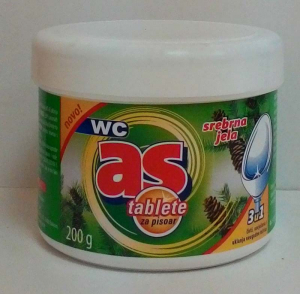 novo!
WC
as
tablete
za pisoar
200 g
srebrna
jela
3 u 1